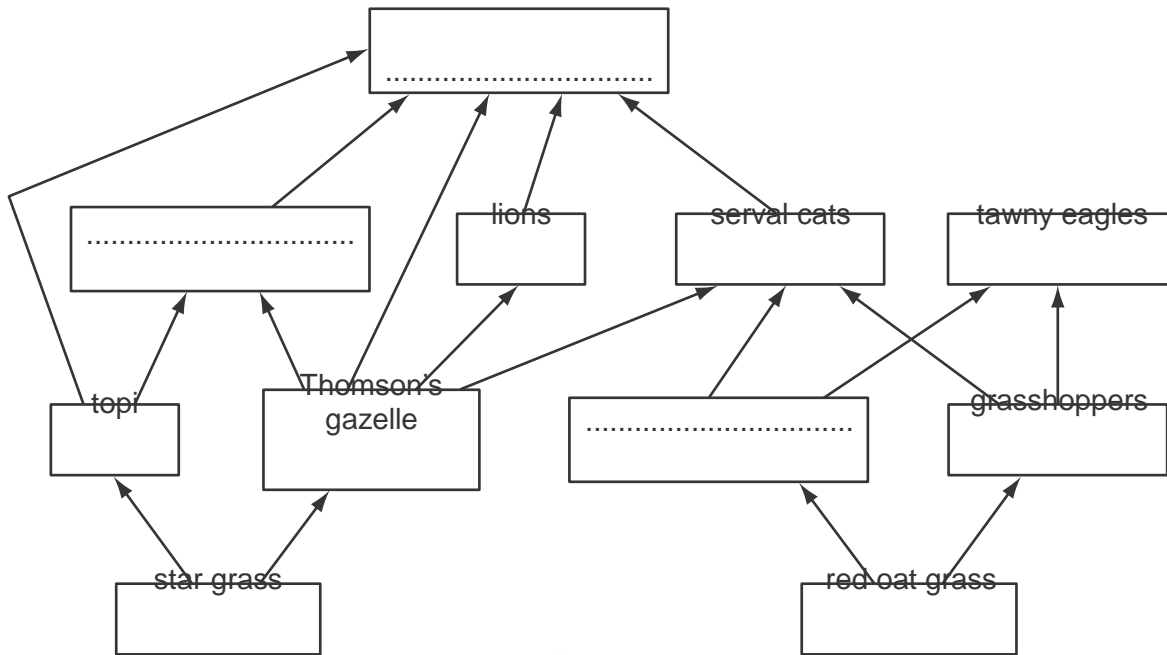 .................................
lions
serval cats
tawny eagles
.................................
topi
Thomson's
gazelle
.................................
grasshoppers
star grass
red oat grass